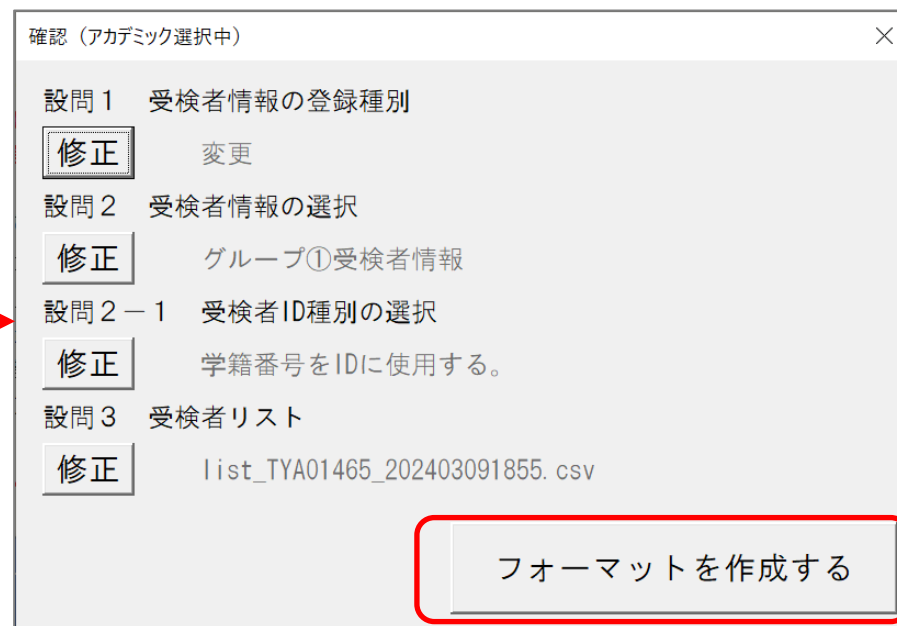 確認（アカデミック選択中）
設問１　受検者情報の登録種別
修正　変更
設問２　受検者情報の選択
修正　グループ①受検者情報
設問２－１　受検者ID種別の選択
修正　学籍番号をIDに使用する。
設問３　受検者リスト
修正　list_TYA01465_202403091855.csv
フォーマットを作成する